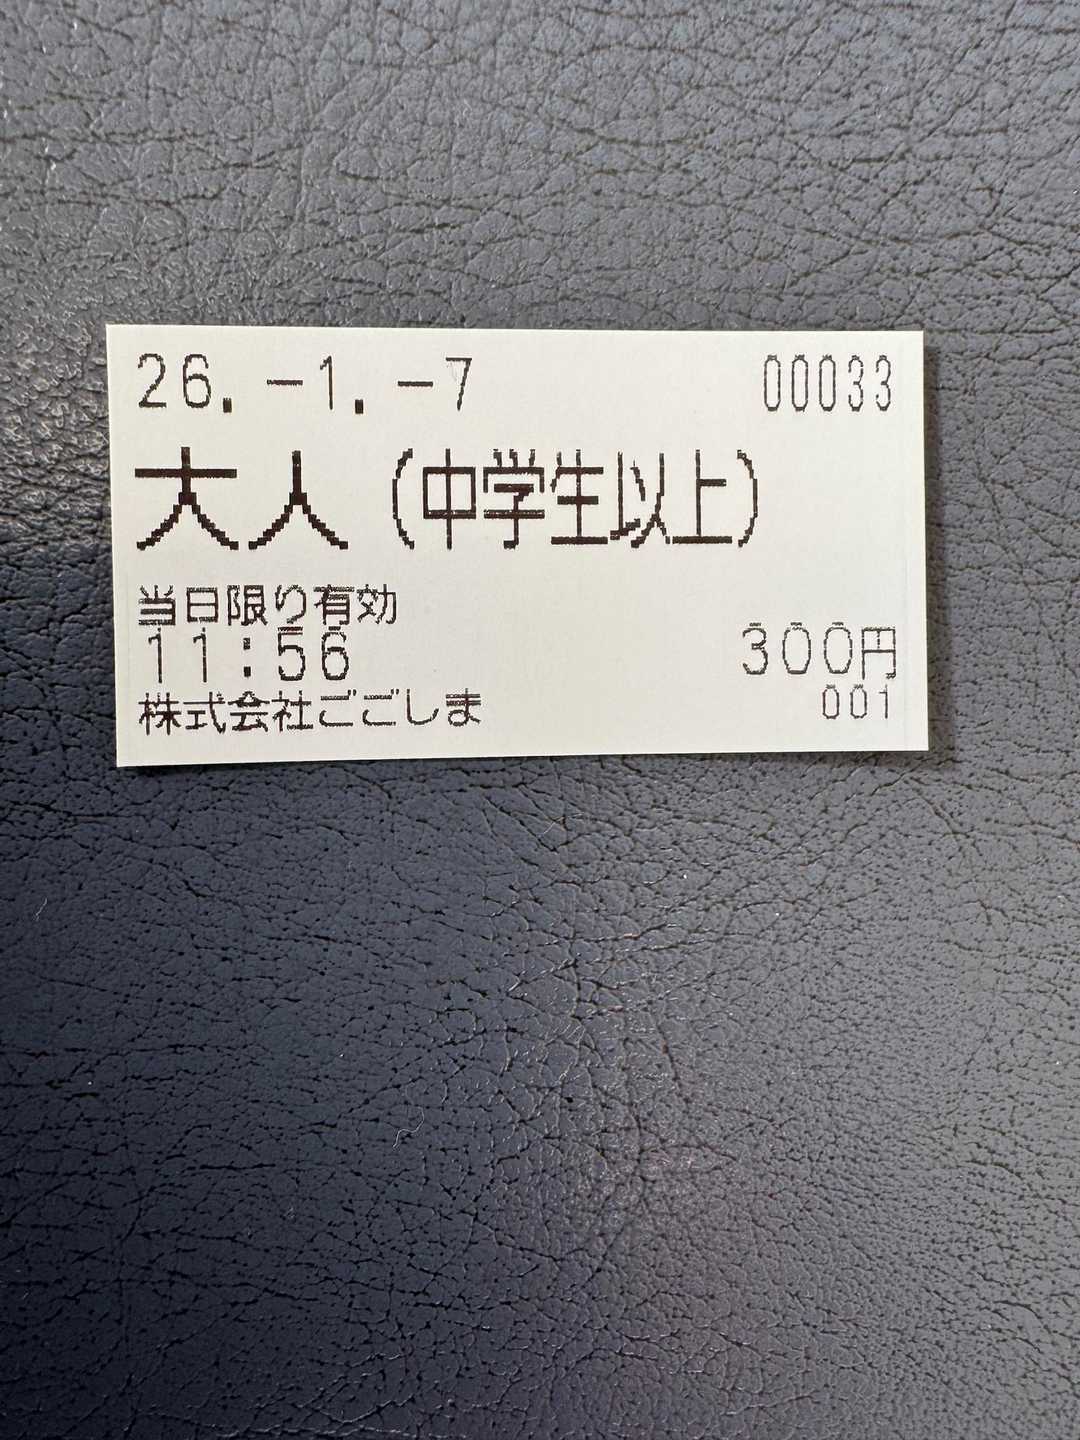 26.-1.-7 00033
大人(中学生以上)
当日限り有効
11:56 300円
株式会社ごごしま 001